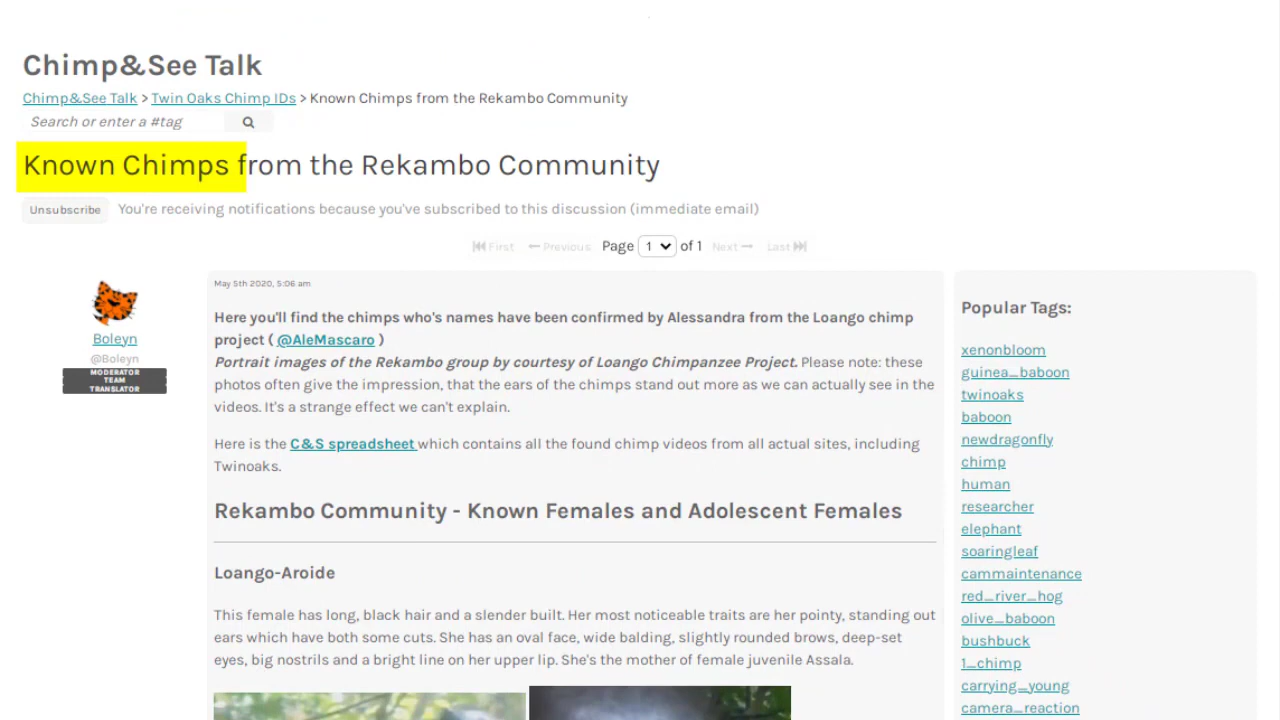 Chimp&See Talk
Chimp&See Talk > Twin Oaks Chimp IDs > Known Chimps from the Rekambo Community
Search or enter a #tag
Known Chimps from the Rekambo Community
Unsubscribe You're receiving notifications because you've subscribed to this discussion (immediate email)
First Previous Page 1 of 1 Next Last
Boleyn
@Boleyn
MODERATOR
TEAM
TRANSLATOR
May 5th 2020, 5:06 am
Here you'll find the chimps who's names have been confirmed by Alessandra from the Loango chimp
project ( @AleMascaro )
Portrait images of the Rekambo group by courtesy of Loango Chimpanzee Project. Please note: these
photos often give the impression, that the ears of the chimps stand out more as we can actually see in the
videos. It's a strange effect we can't explain.
Here is the C&S spreadsheet which contains all the found chimp videos from all actual sites, including
Twinoaks.
Rekambo Community - Known Females and Adolescent Females
Loango-Aroide
This female has long, black hair and a slender built. Her most noticeable traits are her pointy, standing out
ears which have both some cuts. She has an oval face, wide balding, slightly rounded brows, deep-set
eyes, big nostrils and a bright line on her upper lip. She's the mother of female juvenile Assala.
Popular Tags:
xenonbloom
guinea_baboon
twinoaks
baboon
newdragonfly
chimp
human
researcher
elephant
soaringleaf
cammaintenance
red_river_hog
olive_baboon
bushbuck
1_chimp
carrying_young
camera_reaction